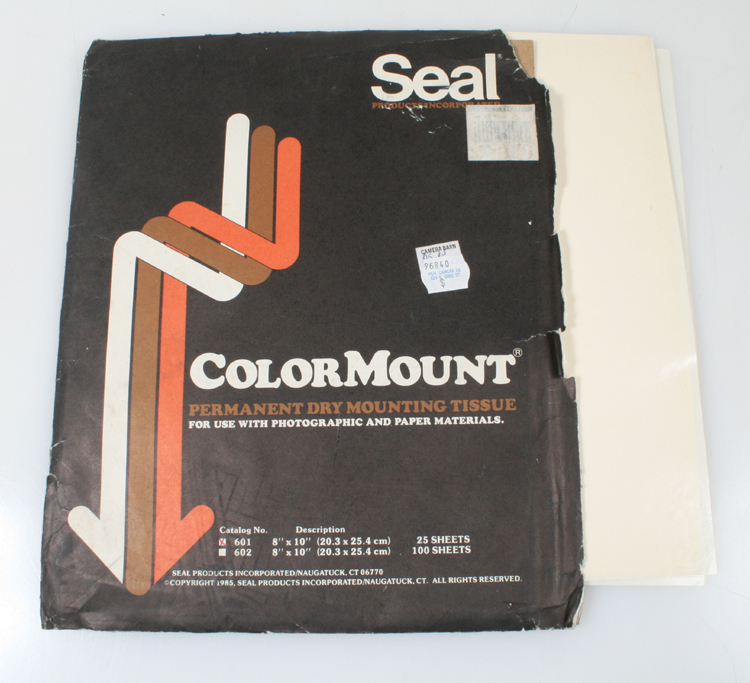 Seal®
PRODUCTS INCORPORATED
CAMERA BARN
96840
COLORMOUNT®
PERMANENT DRY MOUNTING TISSUE
FOR USE WITH PHOTOGRAPHIC AND PAPER MATERIALS.
Catalog No. Description
601 8" x 10" (20.3 x 25.4 cm) 25 SHEETS
602 8" x 10" (20.3 x 25.4 cm) 100 SHEETS
SEAL PRODUCTS INCORPORATED/NAUGATUCK, CT 06770
©COPYRIGHT 1985, SEAL PRODUCTS INCORPORATED/NAUGATUCK, CT. ALL RIGHTS RESERVED.